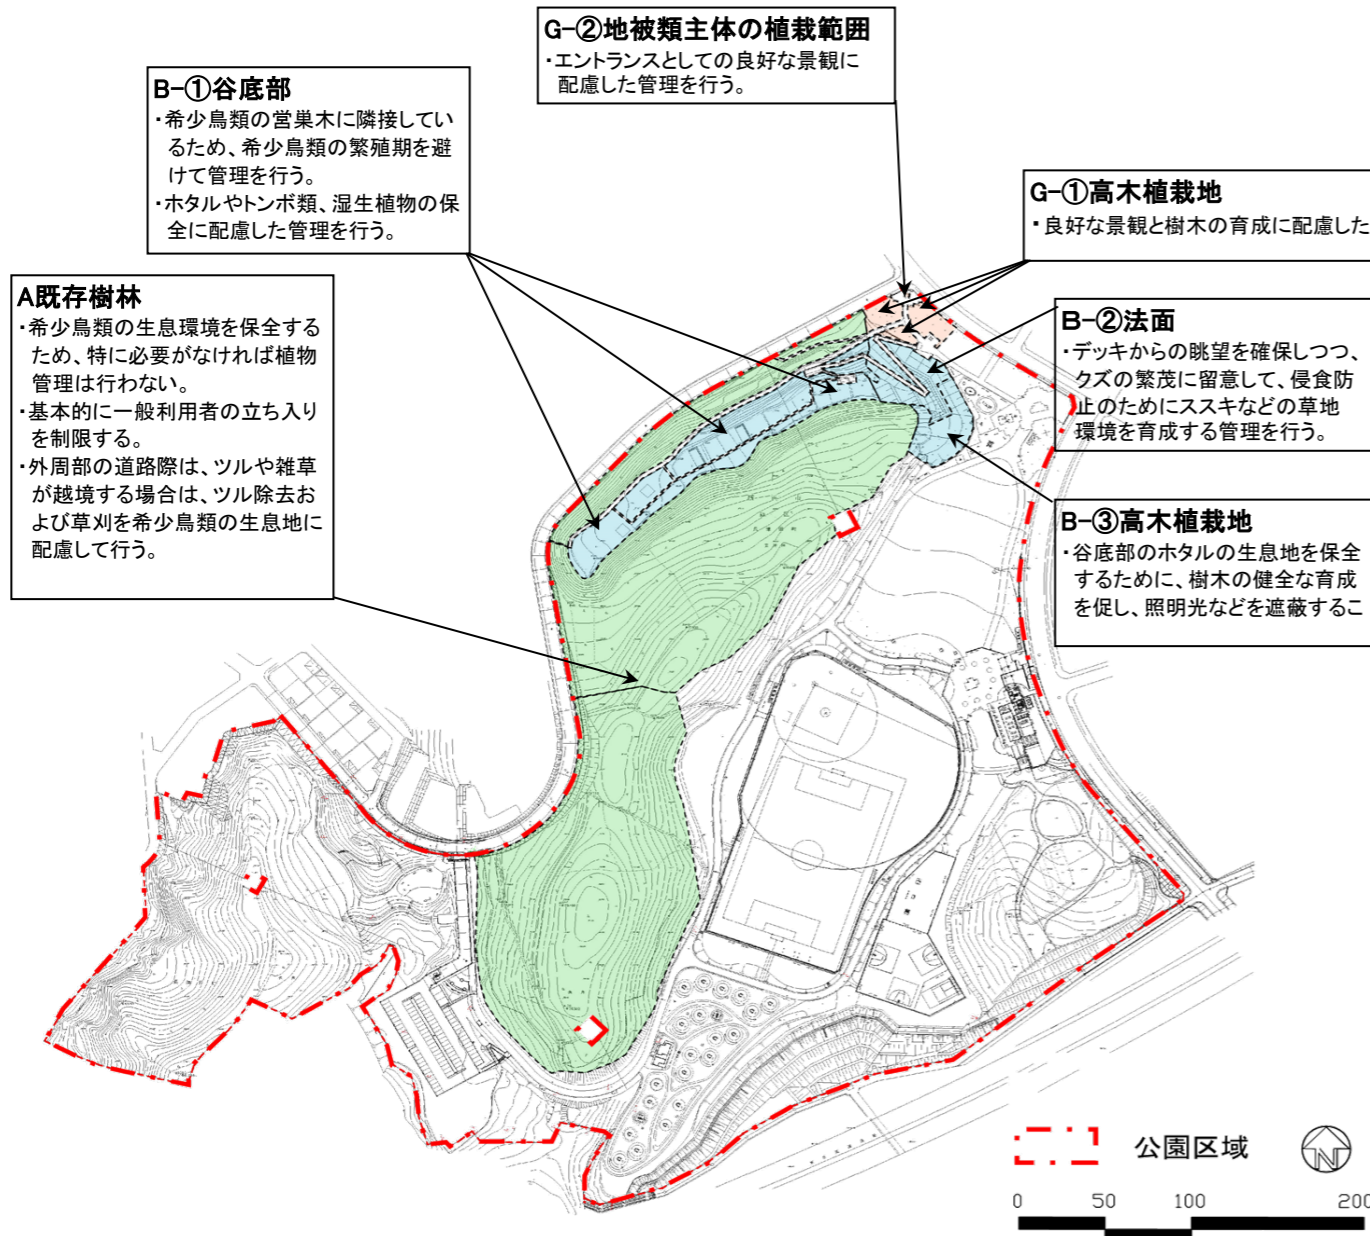 G-②地被類主体の植栽範囲
・エントランスとしての良好な景観に
配慮した管理を行う。
B-①谷底部
・希少鳥類の営巣木に隣接してい
るため、希少鳥類の繁殖期を避
けて管理を行う。
・ホタルやトンボ類、湿生植物の保
全に配慮した管理を行う。
G-①高木植栽地
・良好な景観と樹木の育成に配慮した
A既存樹林
・希少鳥類の生息環境を保全する
ため、特に必要がなければ植物
管理は行わない。
・基本的に一般利用者の立ち入り
を制限する。
・外周部の道路際は、ツルや雑草
が越境する場合は、ツル除去お
よび草刈を希少鳥類の生息地に
配慮して行う。
B-②法面
・デッキからの眺望を確保しつつ、
クズの繁茂に留意して、侵食防
止のためにススキなどの草地
環境を育成する管理を行う。
B-③高木植栽地
・谷底部のホタルの生息地を保全
するために、樹木の健全な育成
を促し、照明光などを遮蔽するこ
公園区域
N
0 50 100 200